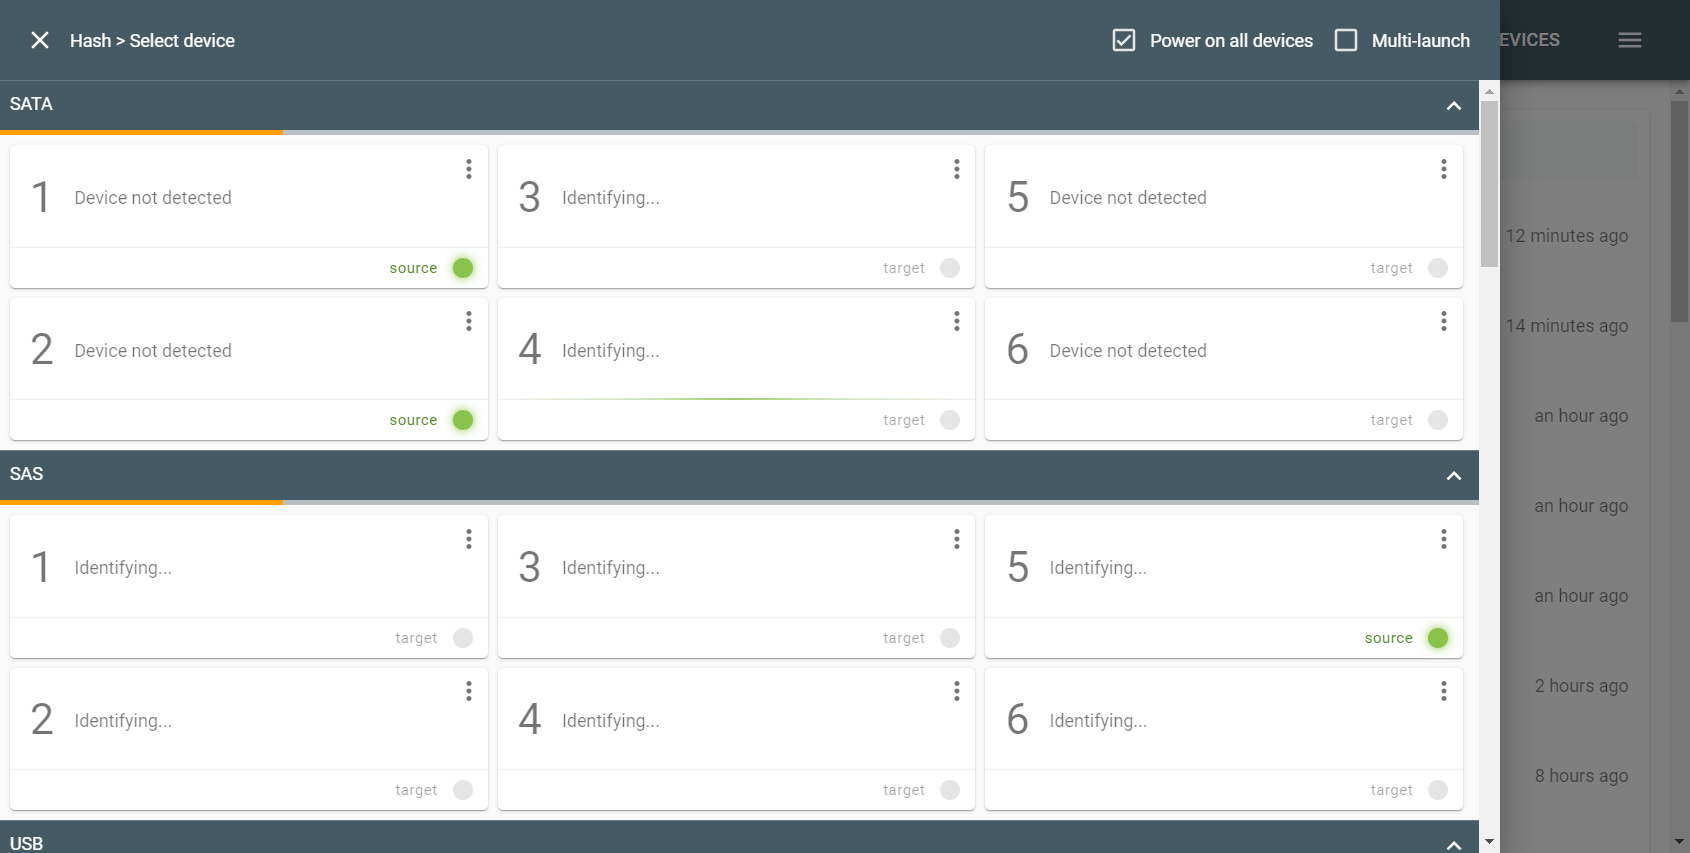 Hash > Select device
Power on all devices
Multi-launch
EVICES
SATA
1 Device not detected
source
3 Identifying...
target
5 Device not detected
target
2 Device not detected
source
4 Identifying...
target
6 Device not detected
target
SAS
1 Identifying...
target
3 Identifying...
target
5 Identifying...
source
2 Identifying...
target
4 Identifying...
target
6 Identifying...
target
USB
12 minutes ago
14 minutes ago
an hour ago
an hour ago
an hour ago
2 hours ago
8 hours ago